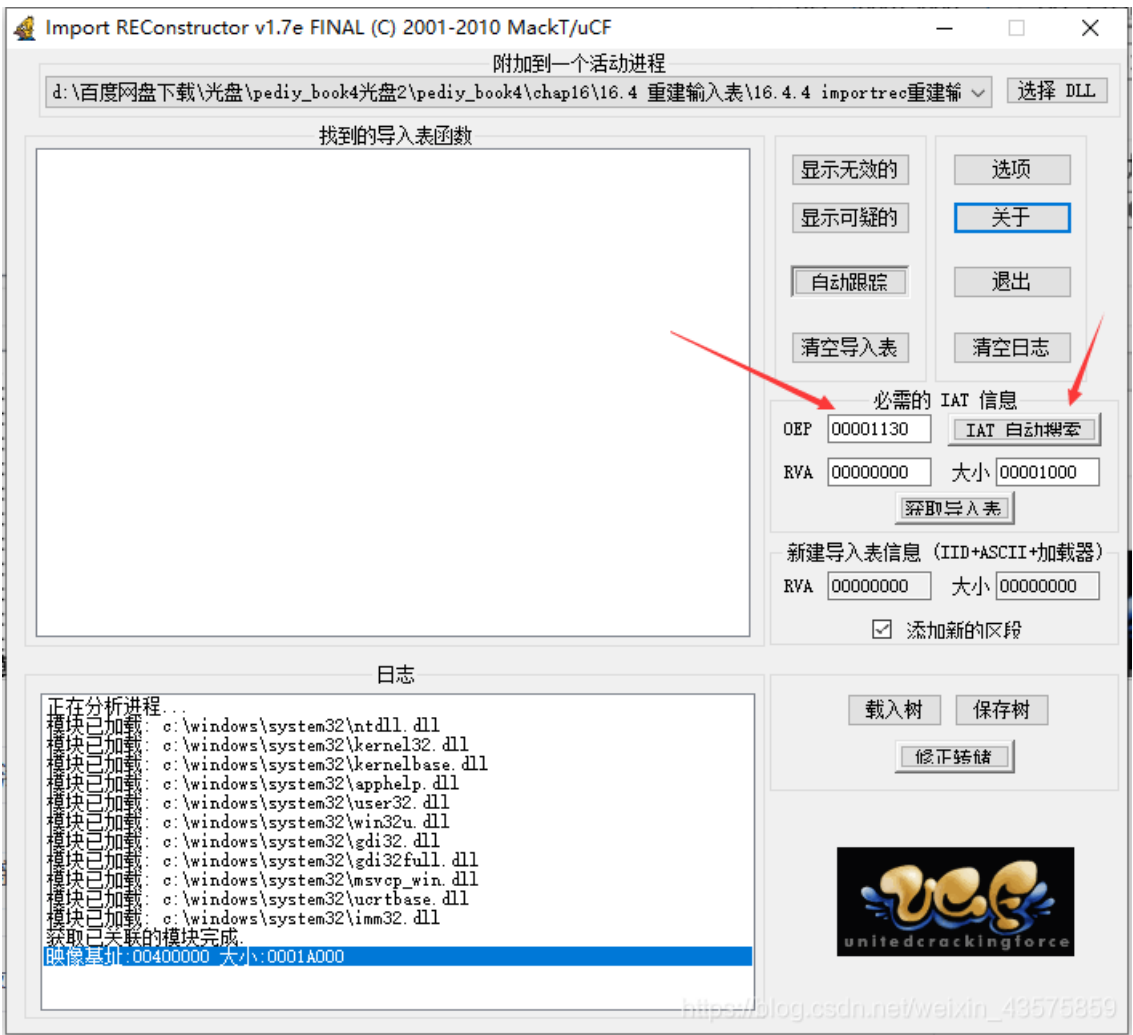 Import REConstructor v1.7e FINAL (C) 2001-2010 MackT/uCF
附加到一个活动进程
d:\百度网盘下载\光盘\pediy_book4光盘2\pediy_book4\chap16\16.4 重建输入表\16.4.4 importrec重建输
选择 DLL
找到的导入表函数
显示无效的
选项
显示可疑的
关于
自动跟踪
退出
清空导入表
清空日志
必需的 IAT 信息
OEP 00001130 IAT 自动搜索
RVA 00000000 大小 00001000
获取导入表
新建导入表信息 (IID+ASCII+加载器)
RVA 00000000 大小 00000000
添加新的区段
日志
正在分析进程...
模块已加载: c:\windows\system32\ntdll.dll
模块已加载: c:\windows\system32\kernel32.dll
模块已加载: c:\windows\system32\kernelbase.dll
模块已加载: c:\windows\system32\apphelp.dll
模块已加载: c:\windows\system32\user32.dll
模块已加载: c:\windows\system32\win32u.dll
模块已加载: c:\windows\system32\gdi32.dll
模块已加载: c:\windows\system32\gdi32full.dll
模块已加载: c:\windows\system32\msvcp_win.dll
模块已加载: c:\windows\system32\ucrtbase.dll
模块已加载: c:\windows\system32\imm32.dll
获取已关联的模块完成.
映像基址:00400000 大小:0001A000
载入树
保存树
修正转储
UCF
unitedcrackingforce
https://blog.csdn.net/weixin_43575859